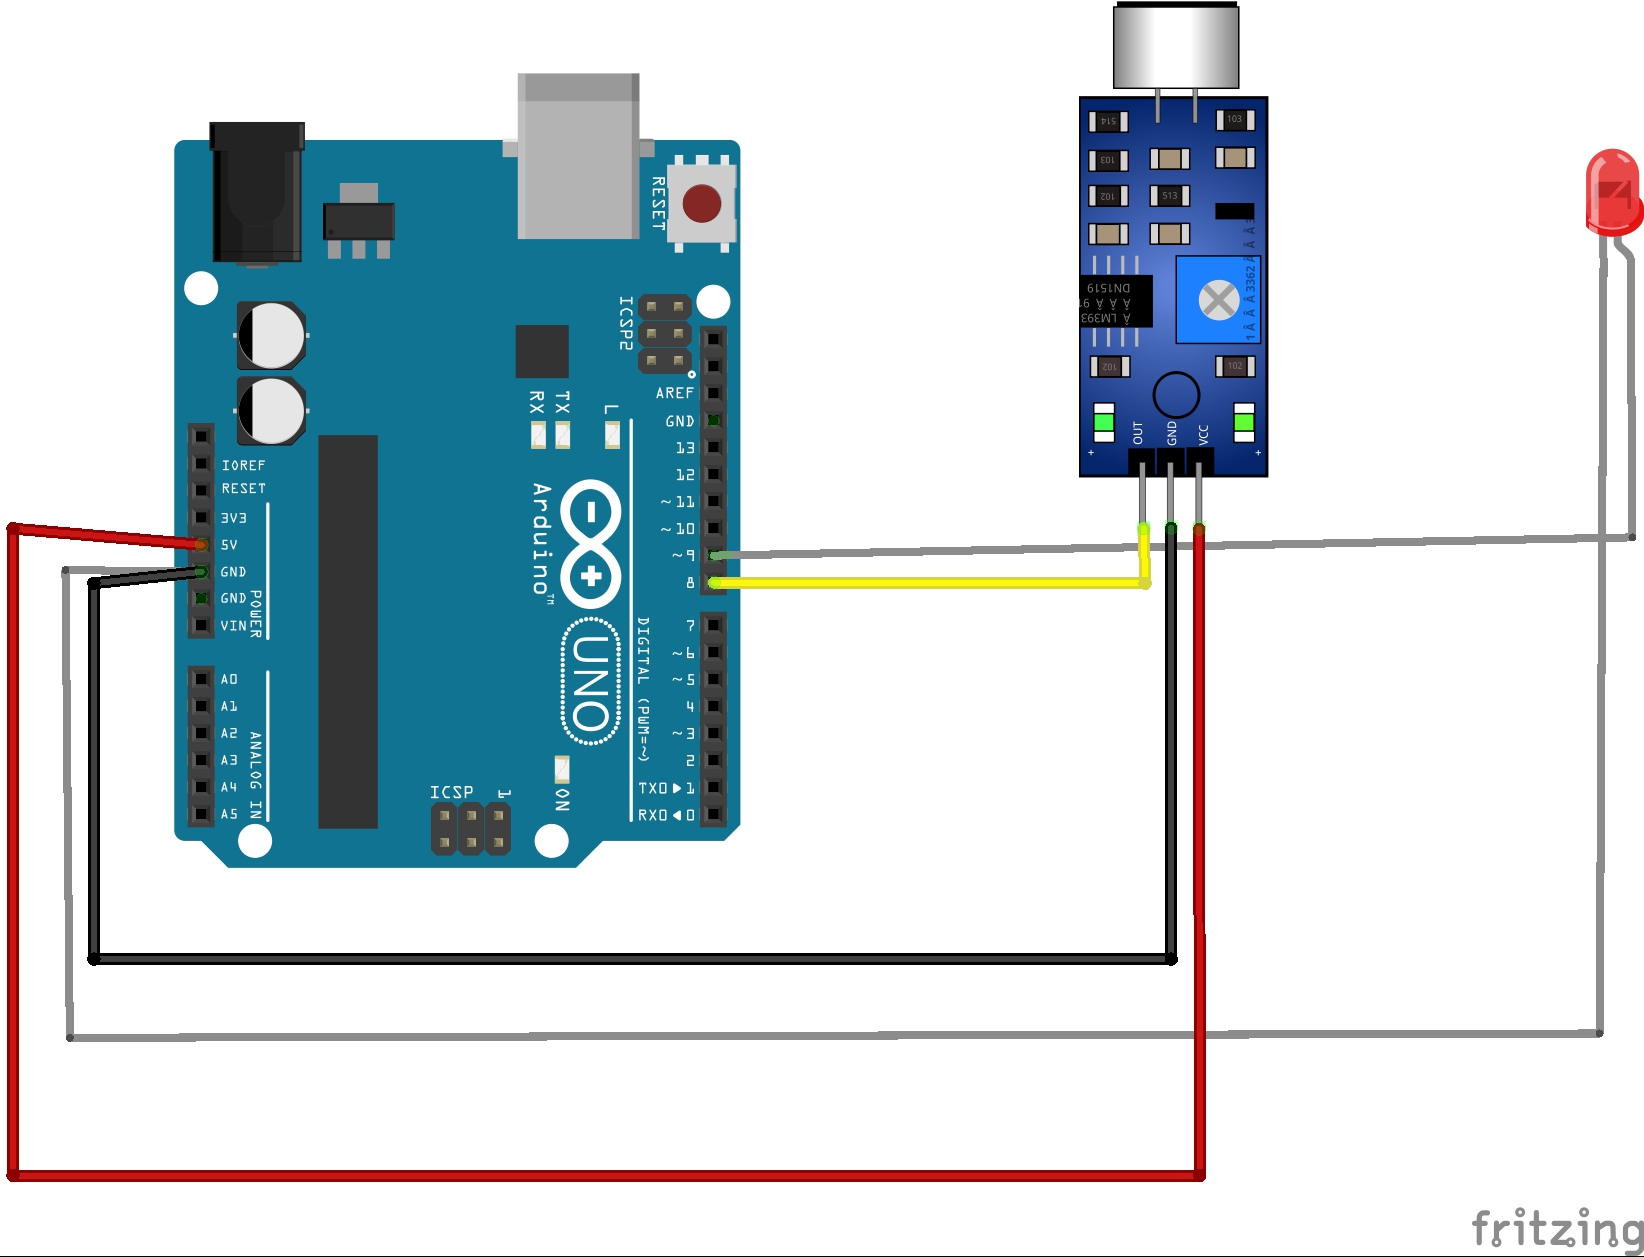 RESET
ICSP2
AREF
GND
13
12
~11
~10
~9
8
7
~6
~5
4
~3
2
TX0 ▶ 1
RX0 ◀ 0
DIGITAL (PWM=~)
IOREF
RESET
3V3
5V
GND
GND
VIN
POWER
A0
A1
A2
A3
A4
A5
ANALOG IN
RX
TX
L
Arduino™
UNO
ICSP
1
ON
514
103
103
102
513
DN1519
LM393
3362
102
102
OUT
GND
VCC
+
+
fritzing